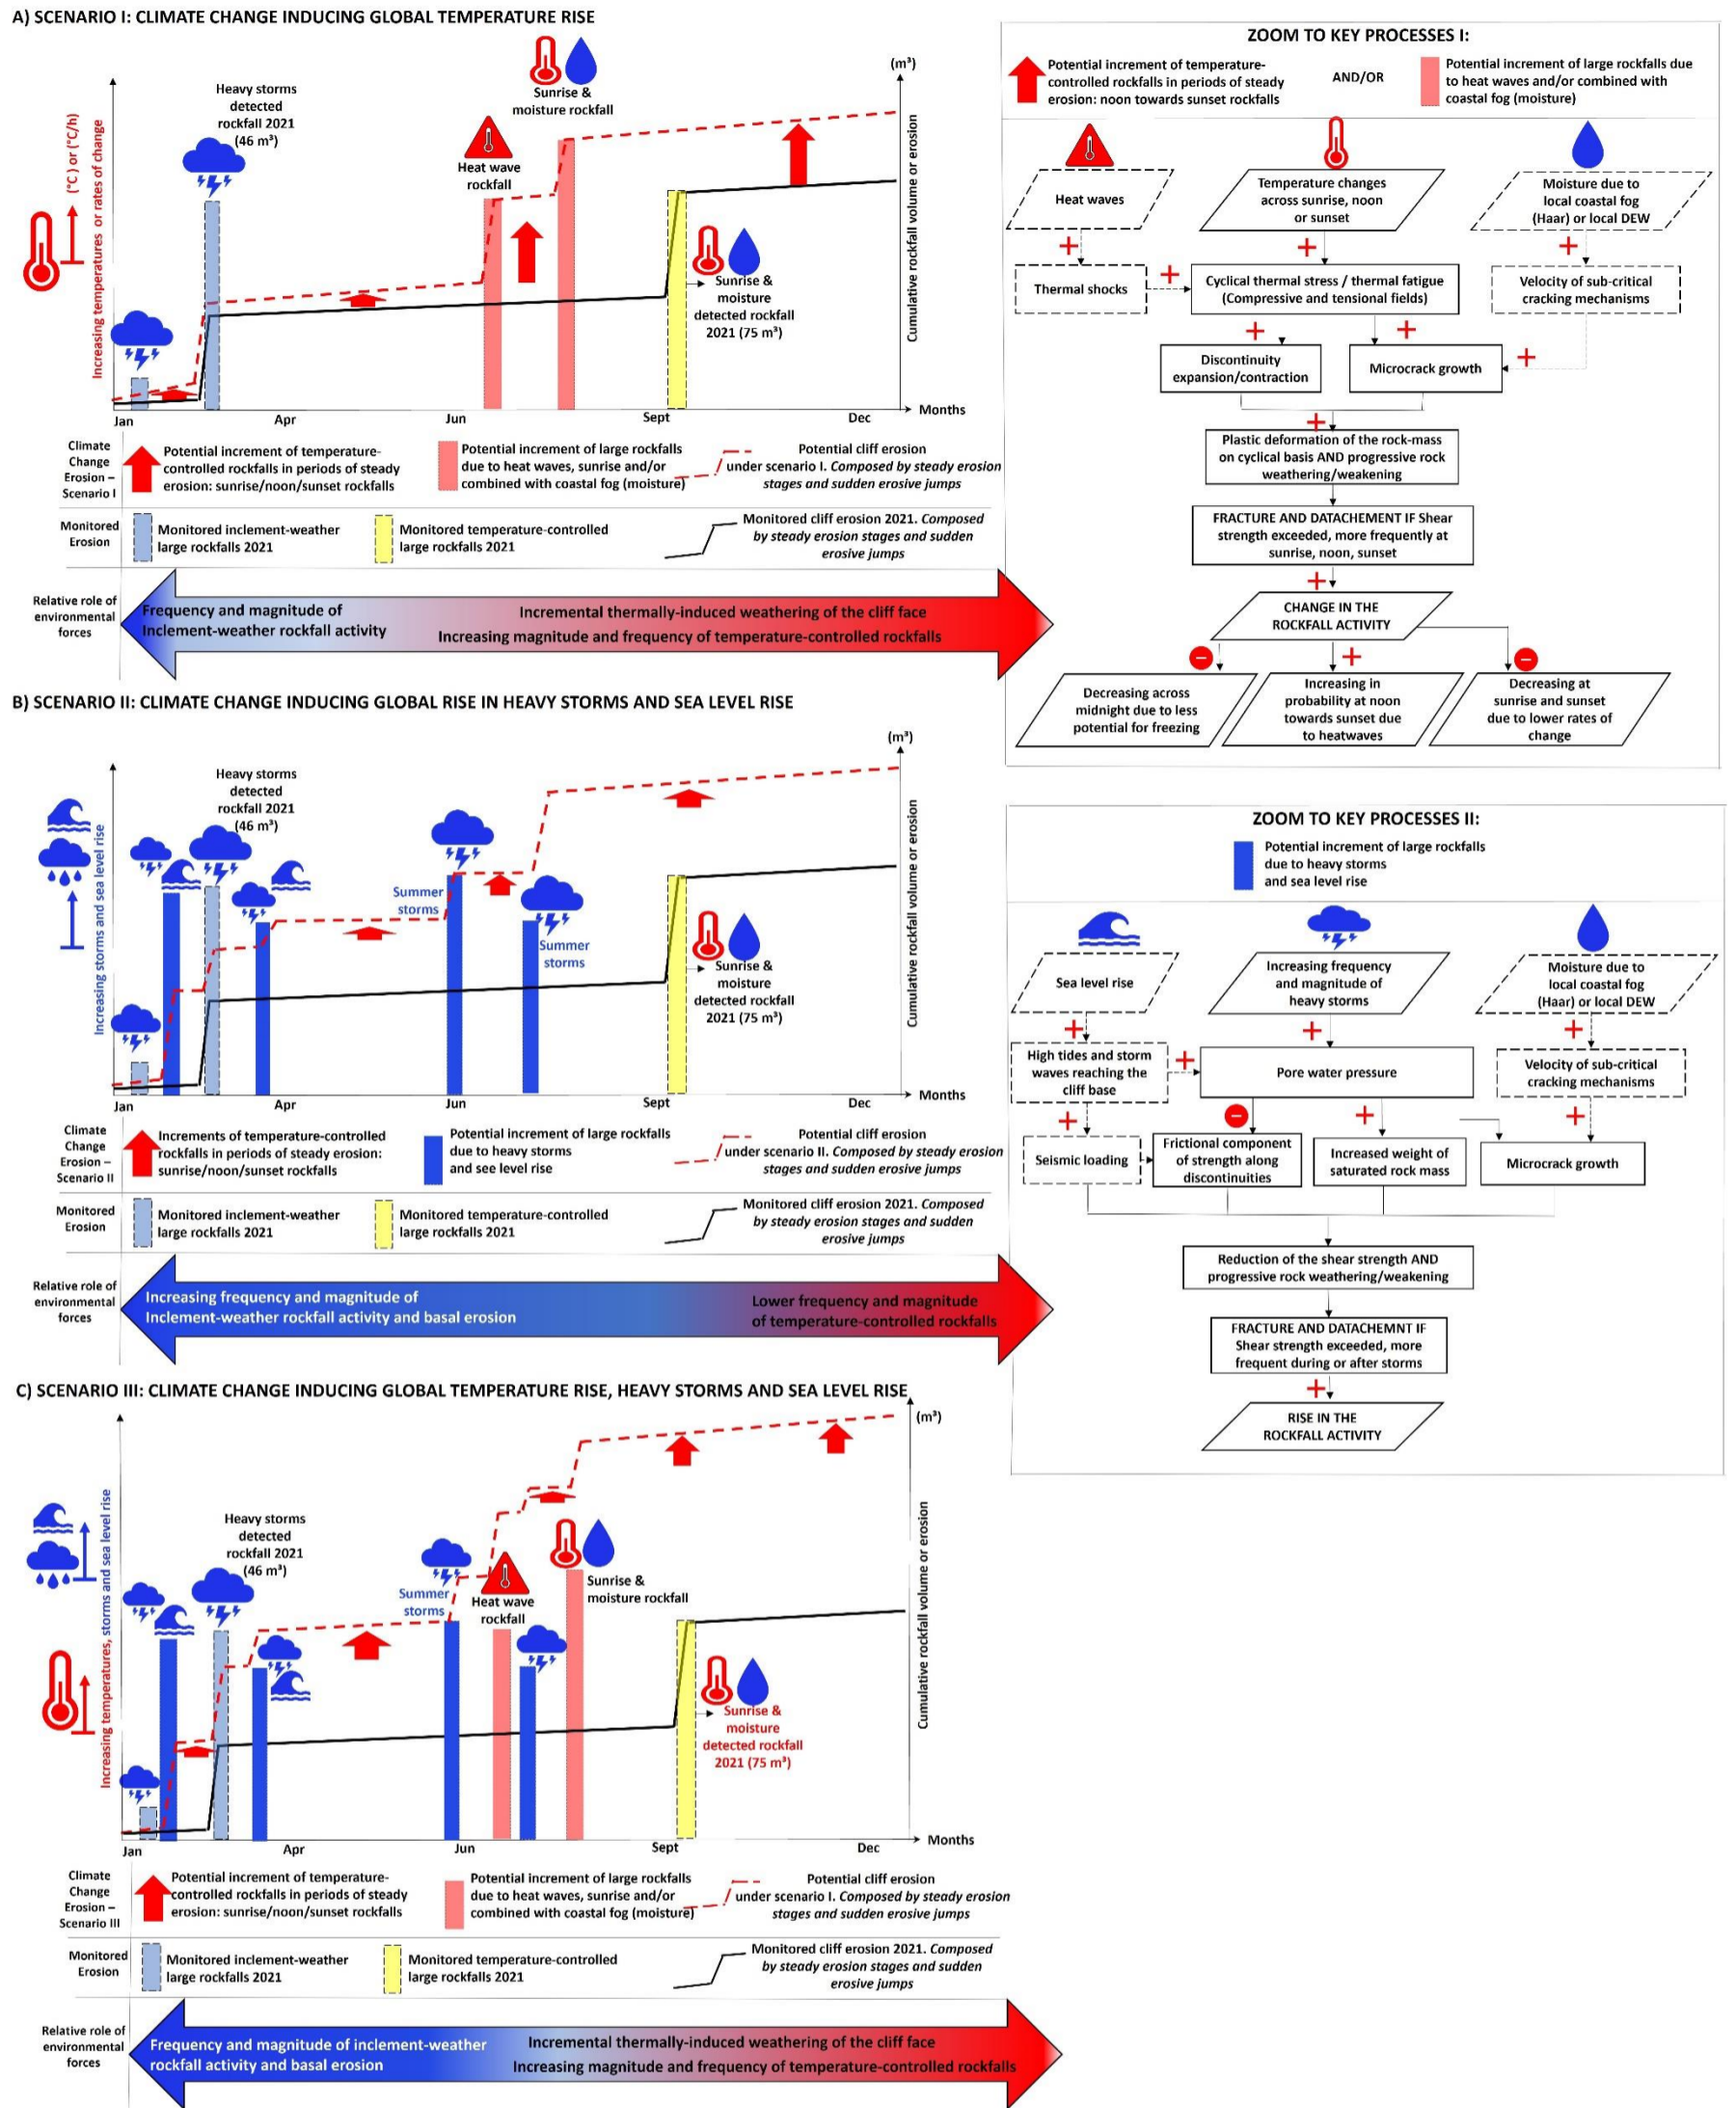 A) SCENARIO I: CLIMATE CHANGE INDUCING GLOBAL TEMPERATURE RISE
(°C) or (°C/h)
Increasing temperatures or rates of change
Heavy storms
detected
rockfall 2021
(46 m³)
Sunrise &
moisture rockfall
Heat wave
rockfall
(m³)
Cumulative rockfall volume or erosion
Sunrise &
moisture
detected rockfall
2021 (75 m³)
Jan
Apr
Jun
Sept
Dec
Months
Climate
Change
Erosion –
Scenario I
Potential increment of temperature-
controlled rockfalls in periods of steady
erosion: sunrise/noon/sunset rockfalls
Potential increment of large rockfalls
due to heat waves, sunrise and/or
combined with coastal fog (moisture)
Potential cliff erosion
under scenario I. Composed by steady erosion
stages and sudden erosive jumps
Monitored
Erosion
Monitored inclement-weather
large rockfalls 2021
Monitored temperature-controlled
large rockfalls 2021
Monitored cliff erosion 2021. Composed
by steady erosion stages and sudden
erosive jumps
Relative role of
environmental
forces
Frequency and magnitude of
Inclement-weather rockfall activity
Incremental thermally-induced weathering of the cliff face
Increasing magnitude and frequency of temperature-controlled rockfalls
ZOOM TO KEY PROCESSES I:
Potential increment of temperature-
controlled rockfalls in periods of steady
erosion: noon towards sunset rockfalls
AND/OR
Potential increment of large rockfalls due
to heat waves and/or combined with
coastal fog (moisture)
Heat waves
Temperature changes
across sunrise, noon
or sunset
Moisture due to
local coastal fog
(Haar) or local DEW
+
+
+
Thermal shocks
+
Cyclical thermal stress / thermal fatigue
(Compressive and tensional fields)
Velocity of sub-critical
cracking mechanisms
+
+
+
Discontinuity
expansion/contraction
Microcrack growth
+
Plastic deformation of the rock-mass
on cyclical basis AND progressive rock
weathering/weakening
FRACTURE AND DATACHEMENT IF Shear
strength exceeded, more frequently at
sunrise, noon, sunset
+
CHANGE IN THE
ROCKFALL ACTIVITY
−
+
−
Decreasing across
midnight due to less
potential for freezing
Increasing in
probability at noon
towards sunset due
to heatwaves
Decreasing at
sunrise and sunset
due to lower rates of
change
B) SCENARIO II: CLIMATE CHANGE INDUCING GLOBAL RISE IN HEAVY STORMS AND SEA LEVEL RISE
Increasing storms and sea level rise
Heavy storms
detected
rockfall 2021
(46 m³)
Summer
storms
Summer
storms
(m³)
Cumulative rockfall volume or erosion
Sunrise &
moisture
detected rockfall
2021 (75 m³)
Jan
Apr
Jun
Sept
Dec
Months
Climate
Change
Erosion –
Scenario II
Increments of temperature-controlled
rockfalls in periods of steady erosion:
sunrise/noon/sunset rockfalls
Potential increment of large rockfalls
due to heavy storms
and see level rise
Potential cliff erosion
under scenario II. Composed by steady erosion
stages and sudden erosive jumps
Monitored
Erosion
Monitored inclement-weather
large rockfalls 2021
Monitored temperature-controlled
large rockfalls 2021
Monitored cliff erosion 2021. Composed
by steady erosion stages and sudden
erosive jumps
Relative role of
environmental
forces
Increasing frequency and magnitude of
Inclement-weather rockfall activity and basal erosion
Lower frequency and magnitude
of temperature-controlled rockfalls
ZOOM TO KEY PROCESSES II:
Potential increment of large rockfalls
due to heavy storms
and sea level rise
Sea level rise
Increasing frequency
and magnitude of
heavy storms
Moisture due to
local coastal fog
(Haar) or local DEW
+
+
+
High tides and storm
waves reaching the
cliff base
+
Pore water pressure
Velocity of sub-critical
cracking mechanisms
+
−
+
+
Seismic loading
Frictional component
of strength along
discontinuities
Increased weight of
saturated rock mass
Microcrack growth
Reduction of the shear strength AND
progressive rock weathering/weakening
FRACTURE AND DATACHEMNT IF
Shear strength exceeded, more
frequent during or after storms
+
RISE IN THE
ROCKFALL ACTIVITY
C) SCENARIO III: CLIMATE CHANGE INDUCING GLOBAL TEMPERATURE RISE, HEAVY STORMS AND SEA LEVEL RISE
Increasing temperatures, storms and sea level rise
Heavy storms
detected
rockfall 2021
(46 m³)
Summer
storms
Heat wave
rockfall
Sunrise &
moisture rockfall
(m³)
Cumulative rockfall volume or erosion
Sunrise &
moisture
detected rockfall
2021 (75 m³)
Jan
Apr
Jun
Sept
Dec
Months
Climate
Change
Erosion –
Scenario III
Potential increment of temperature-
controlled rockfalls in periods of steady
erosion: sunrise/noon/sunset rockfalls
Potential increment of large rockfalls
due to heat waves, sunrise and/or
combined with coastal fog (moisture)
Potential cliff erosion
under scenario I. Composed by steady erosion
stages and sudden erosive jumps
Monitored
Erosion
Monitored inclement-weather
large rockfalls 2021
Monitored temperature-controlled
large rockfalls 2021
Monitored cliff erosion 2021. Composed
by steady erosion stages and sudden
erosive jumps
Relative role of
environmental
forces
Frequency and magnitude of inclement-weather
rockfall activity and basal erosion
Incremental thermally-induced weathering of the cliff face
Increasing magnitude and frequency of temperature-controlled rockfalls